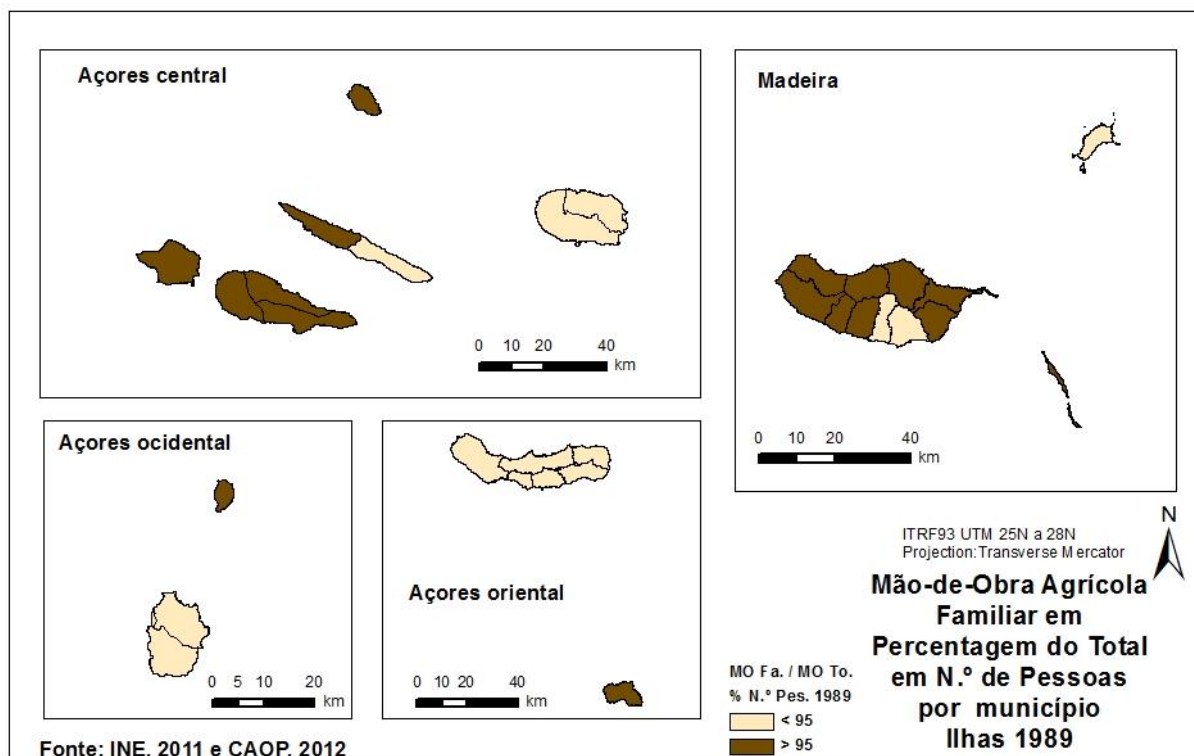 Açores central
0 10 20 40
km
Madeira
0 10 20 40
km
Açores ocidental
0 5 10 20
km
Açores oriental
0 10 20 40
km
N
ITRF93 UTM 25N a 28N
Projection:Transverse Mercator
Mão-de-Obra Agrícola
Familiar em
Percentagem do Total
em N.º de Pessoas
por município
Ilhas 1989
MO Fa. / MO To.
% N.º Pes. 1989
< 95
> 95
Fonte: INE, 2011 e CAOP, 2012